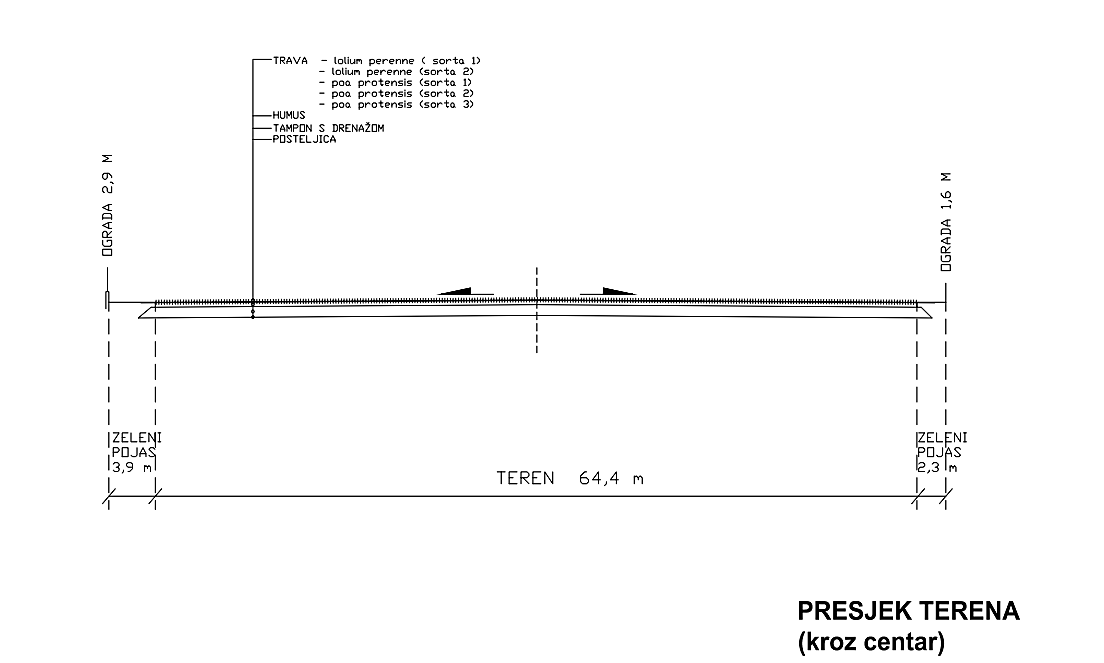 TRAVA - lolium perenne ( sorta 1)
- lolium perenne (sorta 2)
- poa protensis (sorta 1)
- poa protensis (sorta 2)
- poa protensis (sorta 3)
HUMUS
TAMPON S DRENAŽOM
POSTELJICA
OGRADA 2,9 M
OGRADA 1,6 M
ZELENI
POJAS
3,9 m
TEREN 64,4 m
ZELENI
POJAS
2,3 m
PRESJEK TERENA
(kroz centar)